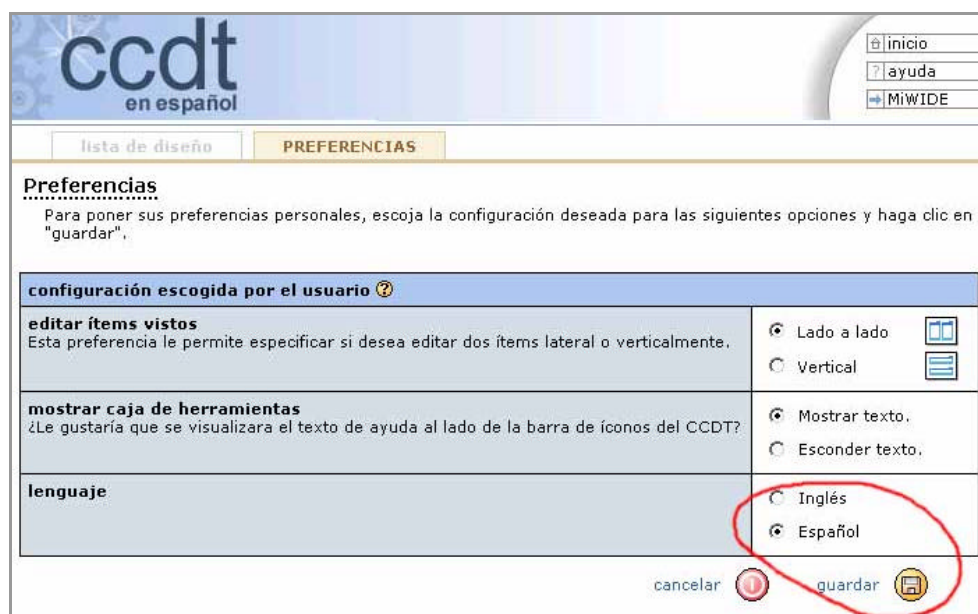 ccdt
en español
inicio
ayuda
MiWIDE
lista de diseño
PREFERENCIAS
Preferencias
Para poner sus preferencias personales, escoja la configuración deseada para las siguientes opciones y haga clic en
"guardar".
configuración escogida por el usuario ?
editar ítems vistos
Esta preferencia le permite especificar si desea editar dos ítems lateral o verticalmente.
Lado a lado
Vertical
mostrar caja de herramientas
¿Le gustaría que se visualizara el texto de ayuda al lado de la barra de íconos del CCDT?
Mostrar texto.
Esconder texto.
lenguaje
Inglés
Español
cancelar
guardar